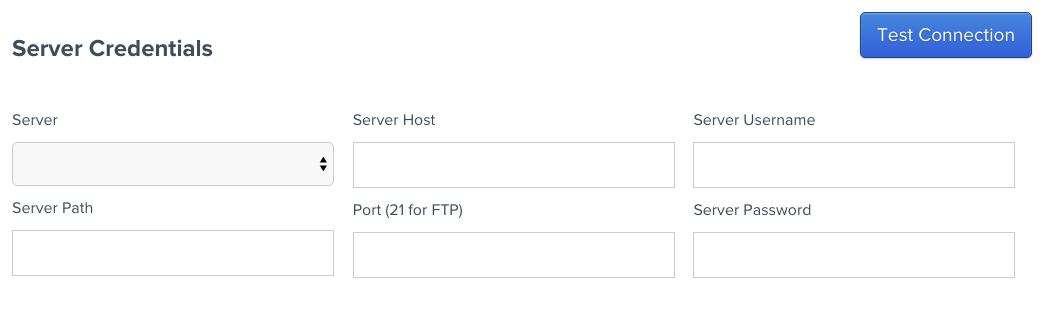 Server Credentials
Test Connection
Server
Server Host
Server Username
Server Path
Port (21 for FTP)
Server Password